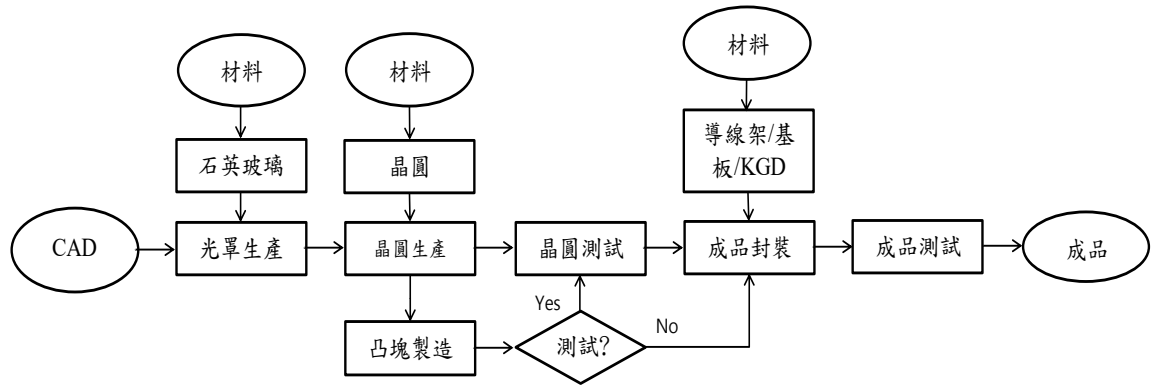 材料
材料
材料
石英玻璃
晶圓
導線架/基
板/KGD
CAD
光罩生產
晶圓生產
晶圓測試
成品封裝
成品測試
成品
Yes
No
凸塊製造
測試?